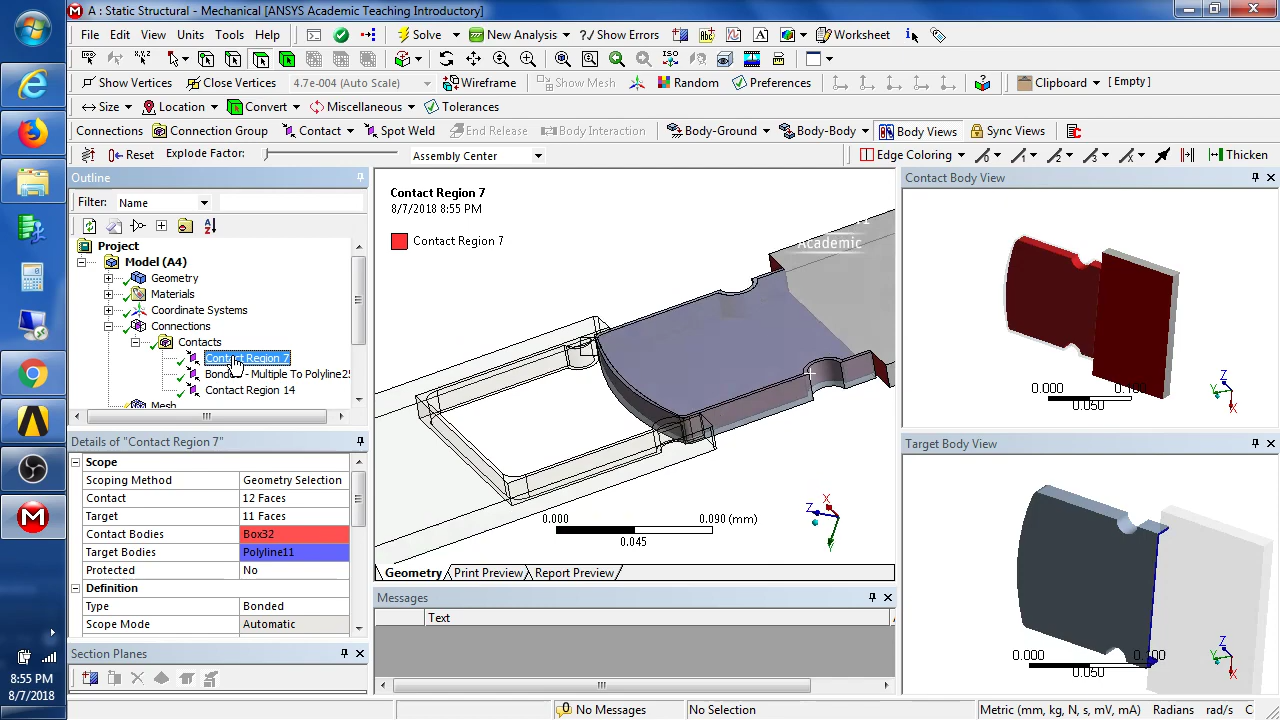 A : Static Structural - Mechanical [ANSYS Academic Teaching Introductory]
File Edit View Units Tools Help Solve New Analysis ?/ Show Errors Worksheet
Show Vertices Close Vertices 4.7e-004 (Auto Scale) Wireframe Show Mesh Random Preferences Clipboard [Empty]
Size Location Convert Miscellaneous Tolerances
Connections Connection Group Contact Spot Weld End Release Body Interaction Body-Ground Body-Body Body Views Sync Views
Reset Explode Factor: Assembly Center Edge Coloring Thicken
Outline
Filter: Name
Project
Model (A4)
Geometry
Materials
Coordinate Systems
Connections
Contacts
Contact Region 7
Contact Region 14
Mesh
Details of "Contact Region 7"
Scope
Scoping Method Geometry Selection
Contact 12 Faces
Target 11 Faces
Contact Bodies Box32
Target Bodies Polyline11
Protected No
Definition
Type Bonded
Scope Mode Automatic
Section Planes
Contact Region 7
8/7/2018 8:55 PM
Contact Region 7
Academic
0.000 0.090 (mm)
0.045
Z X Y
Geometry Print Preview Report Preview
Messages
Text
Contact Body View
0.000 0.100
0.050
Z Y X
Target Body View
0.000 0.100
0.050
Z Y X
No Messages No Selection Metric (mm, kg, N, s, mV, mA) Radians rad/s C
8:55 PM
8/7/2018